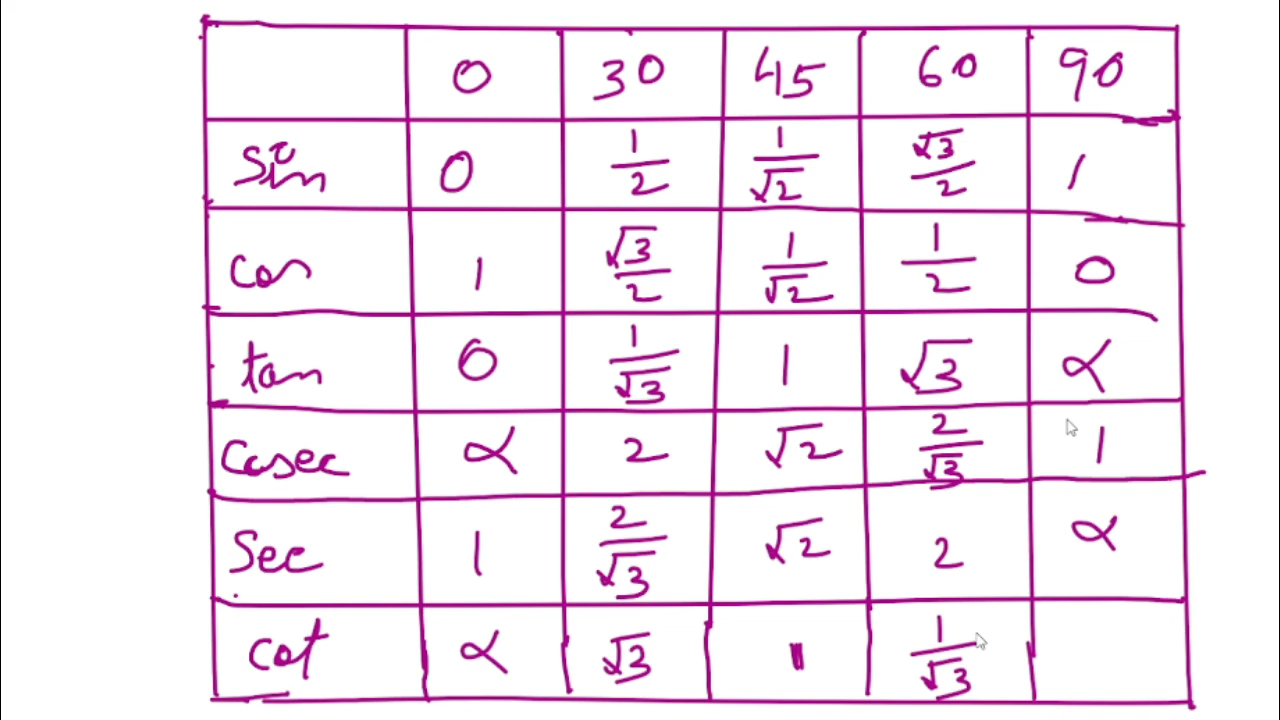 0 30 45 60 90
Sin 0 1/2 1/√2 √3/2 1
Cos 1 √3/2 1/√2 1/2 0
tan 0 1/√3 1 √3 α
Cosec α 2 √2 2/√3 1
Sec 1 2/√3 √2 2 α
Cot α √3 1 1/√3